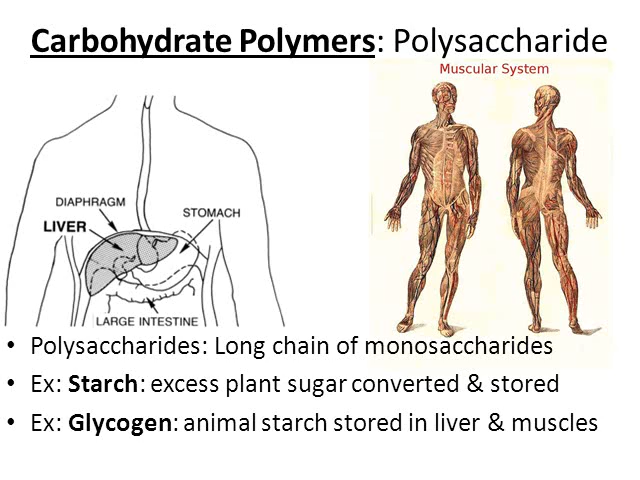 Carbohydrate Polymers: Polysaccharide
Muscular System
DIAPHRAGM
LIVER
STOMACH
LARGE INTESTINE
• Polysaccharides: Long chain of monosaccharides
• Ex: Starch: excess plant sugar converted & stored
• Ex: Glycogen: animal starch stored in liver & muscles